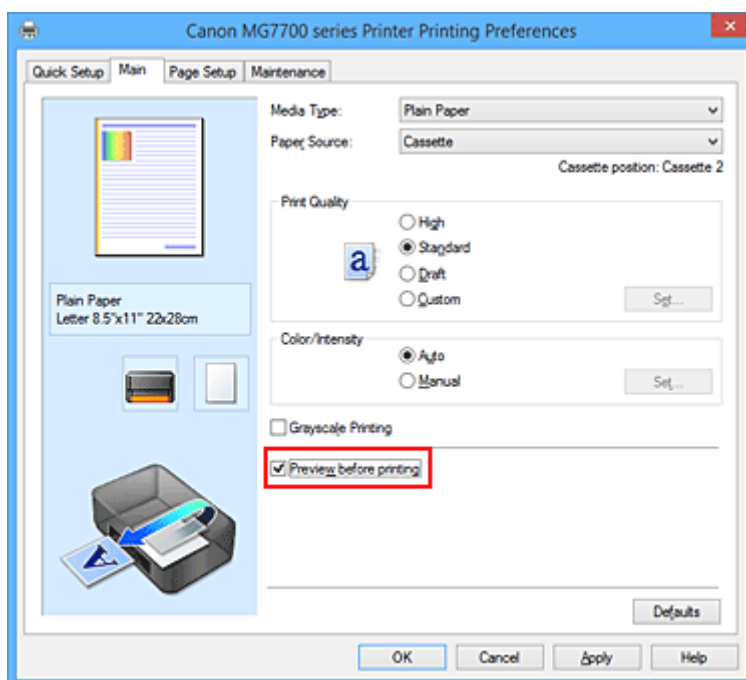 Canon MG7700 series Printer Printing Preferences
Quick Setup Main Page Setup Maintenance
Media Type: Plain Paper
Paper Source: Cassette
Cassette position: Cassette 2
Print Quality
High
a Standard
Draft
Custom Set...
Plain Paper
Letter 8.5"x11" 22x28cm
Color/Intensity
Auto
Manual Set...
Grayscale Printing
Preview before printing
A
Defaults
OK Cancel Apply Help